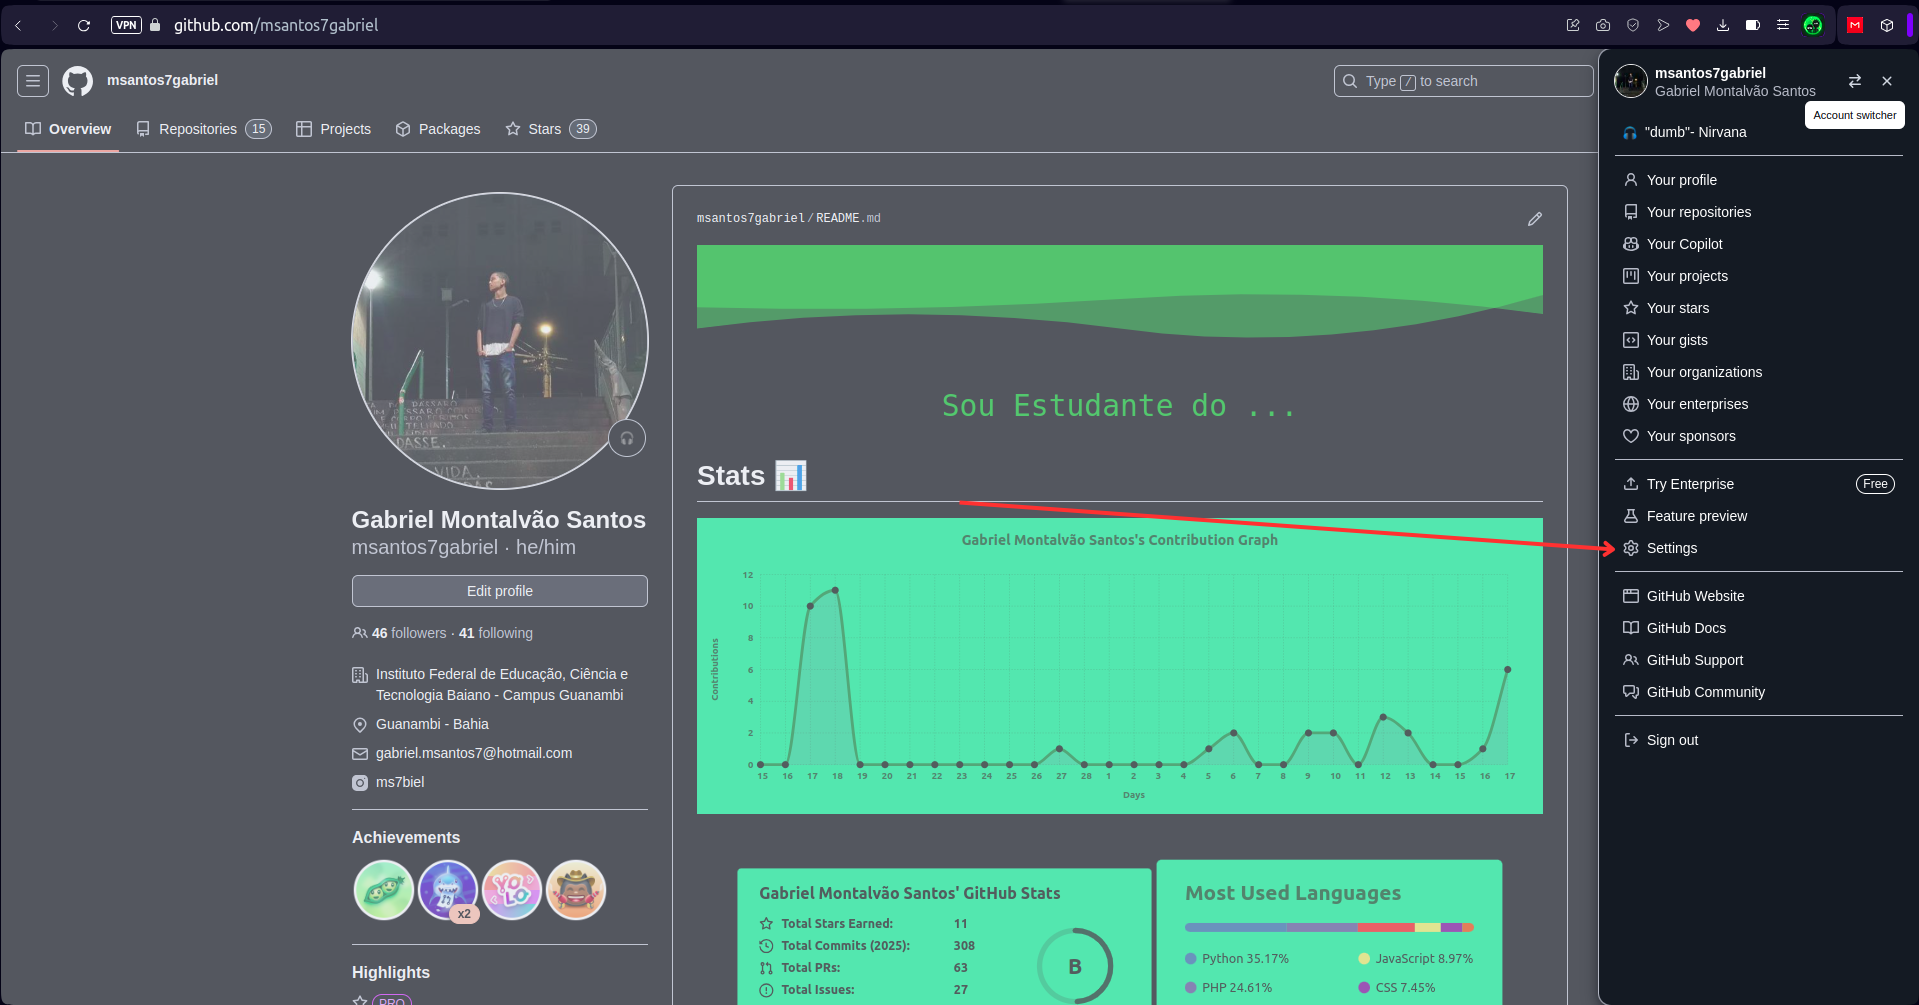 VPN github.com/msantos7gabriel
msantos7gabriel
Type / to search
Overview Repositories 15 Projects Packages Stars 39
msantos7gabriel
Gabriel Montalvão Santos
Account switcher
"dumb"- Nirvana
Your profile
Your repositories
Your Copilot
Your projects
Your stars
Your gists
Your organizations
Your enterprises
Your sponsors
Try Enterprise Free
Feature preview
Settings
GitHub Website
GitHub Docs
GitHub Support
GitHub Community
Sign out
DASSE.
VIDA.
Gabriel Montalvão Santos
msantos7gabriel · he/him
Edit profile
46 followers · 41 following
Instituto Federal de Educação, Ciência e
Tecnologia Baiano - Campus Guanambi
Guanambi - Bahia
gabriel.msantos7@hotmail.com
ms7biel
Achievements
x2
YOLO
Highlights
PRO
msantos7gabriel/README.md
Sou Estudante do ...
Stats
Gabriel Montalvão Santos's Contribution Graph
Contributions
12
10
8
6
4
2
0
15 16 17 18 19 20 21 22 23 24 25 26 27 28 1 2 3 4 5 6 7 8 9 10 11 12 13 14 15 16 17
Days
Gabriel Montalvão Santos' GitHub Stats
Total Stars Earned: 11
Total Commits (2025): 308
Total PRs: 63
Total Issues: 27
B
Most Used Languages
Python 35.17% JavaScript 8.97%
PHP 24.61% CSS 7.45%